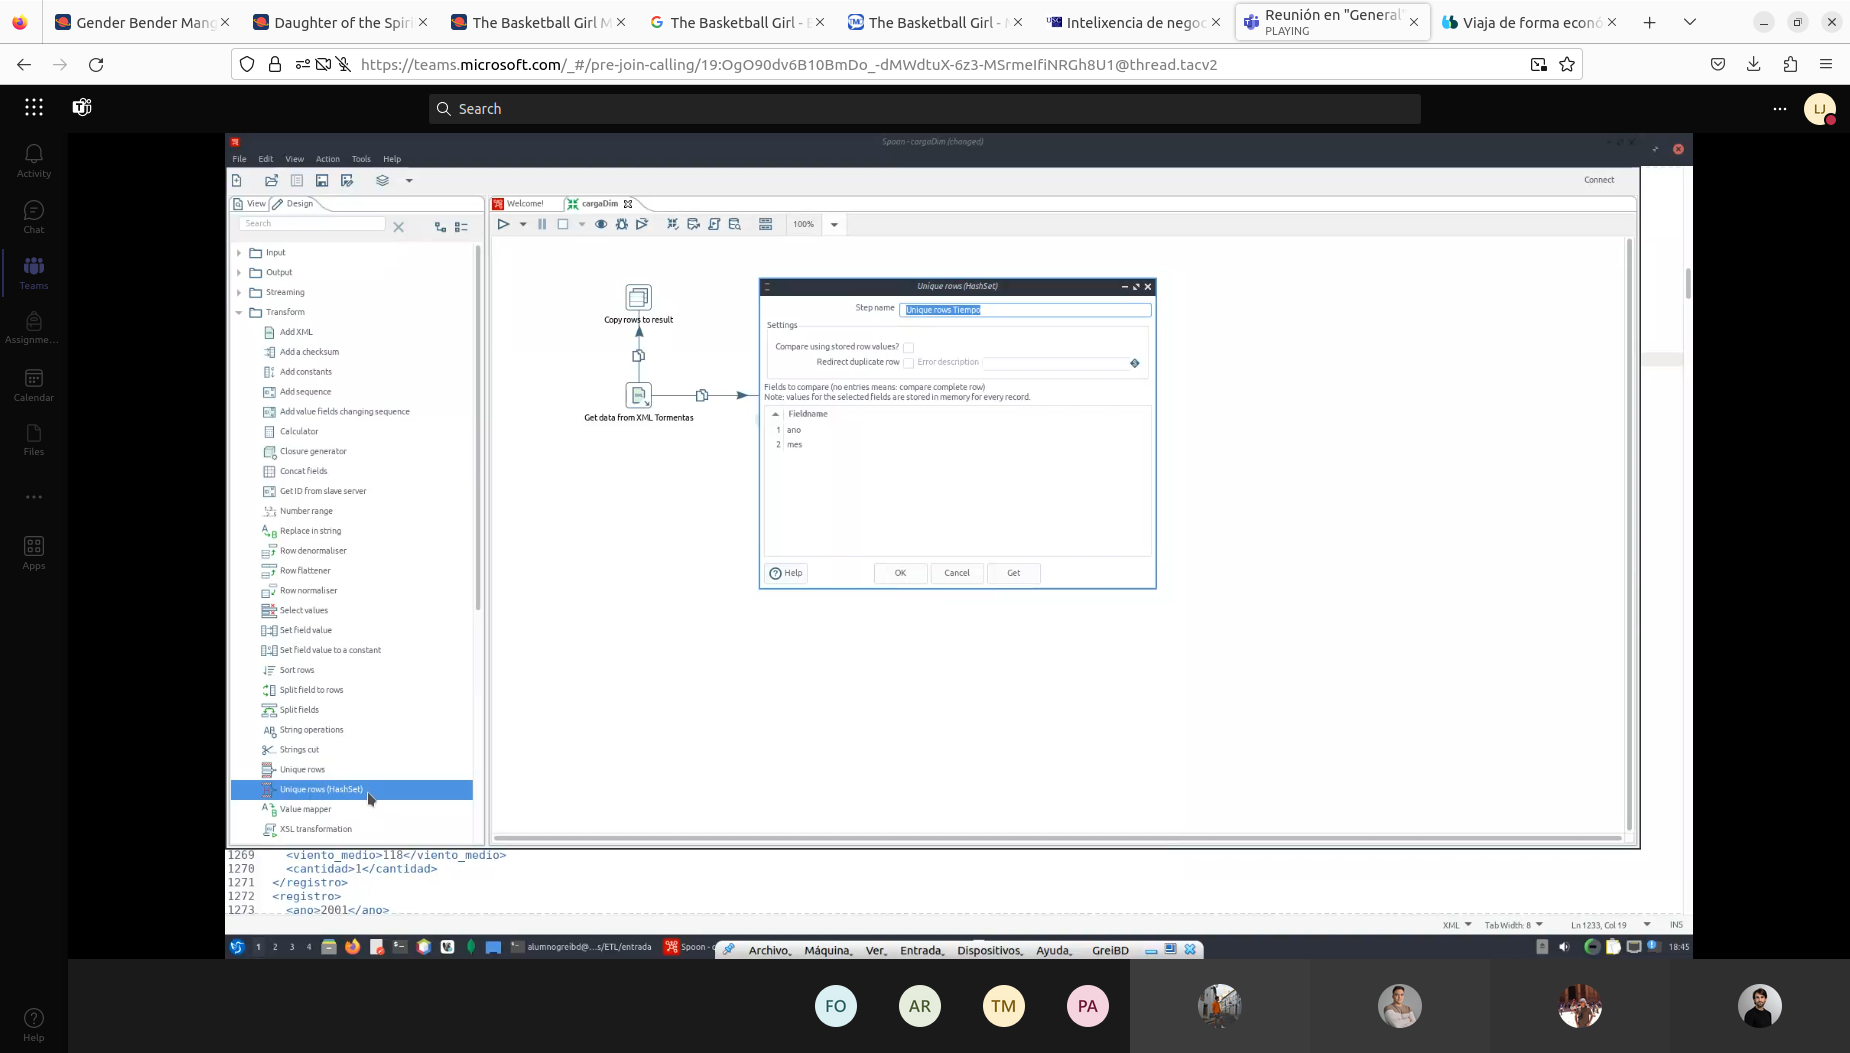 Gender Bender Mang
Daughter of the Spiri
The Basketball Girl M
The Basketball Girl - B
The Basketball Girl - M
Intelixencia de negoc
Reunión en "General"
PLAYING
Viaja de forma econó
https://teams.microsoft.com/_#/pre-join-calling/19:OgO90dv6B10BmDo_-dMWdtuX-6z3-MSrmeIfiNRGh8U1@thread.tacv2
Search
LJ
Activity
Chat
Teams
Assignme...
Calendar
Files
Apps
Help
Spoon - cargaDim (changed)
File Edit View Action Tools Help
Connect
View Design
Welcome! cargaDim
Search
100%
Input
Output
Streaming
Transform
Add XML
Add a checksum
Add constants
Add sequence
Add value fields changing sequence
Calculator
Closure generator
Concat fields
Get ID from slave server
Number range
Replace in string
Row denormaliser
Row flattener
Row normaliser
Select values
Set field value
Set field value to a constant
Sort rows
Split field to rows
Split fields
String operations
Strings cut
Unique rows
Unique rows (HashSet)
Value mapper
XSL transformation
Copy rows to result
Get data from XML Tormentas
Unique rows (HashSet)
Step name Unique rows Tiempo
Settings
Compare using stored row values?
Redirect duplicate row Error description
Fields to compare (no entries means: compare complete row)
Note: values for the selected fields are stored in memory for every record.
Fieldname
1 ano
2 mes
Help OK Cancel Get
1269 <viento_medio>118</viento_medio>
1270 <cantidad>1</cantidad>
1271 </registro>
1272 <registro>
1273 <ano>2001</ano>
XML Tab Width: 8 Ln 1233, Col 19 INS
1 2 3 4 alumnogreibd@...s/ETL/entrada Spoon - c
Archivo Máquina Ver Entrada Dispositivos Ayuda GreiBD
18:45
FO AR TM PA